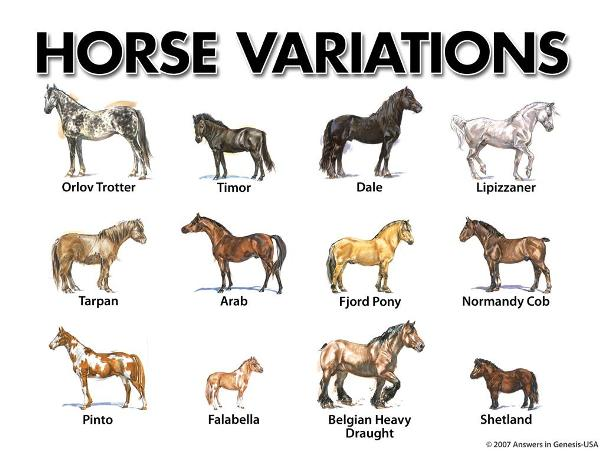 HORSE VARIATIONS
Orlov Trotter
Timor
Dale
Lipizzaner
Tarpan
Arab
Fjord Pony
Normandy Cob
Pinto
Falabella
Belgian Heavy
Draught
Shetland
© 2007 Answers in Genesis-USA